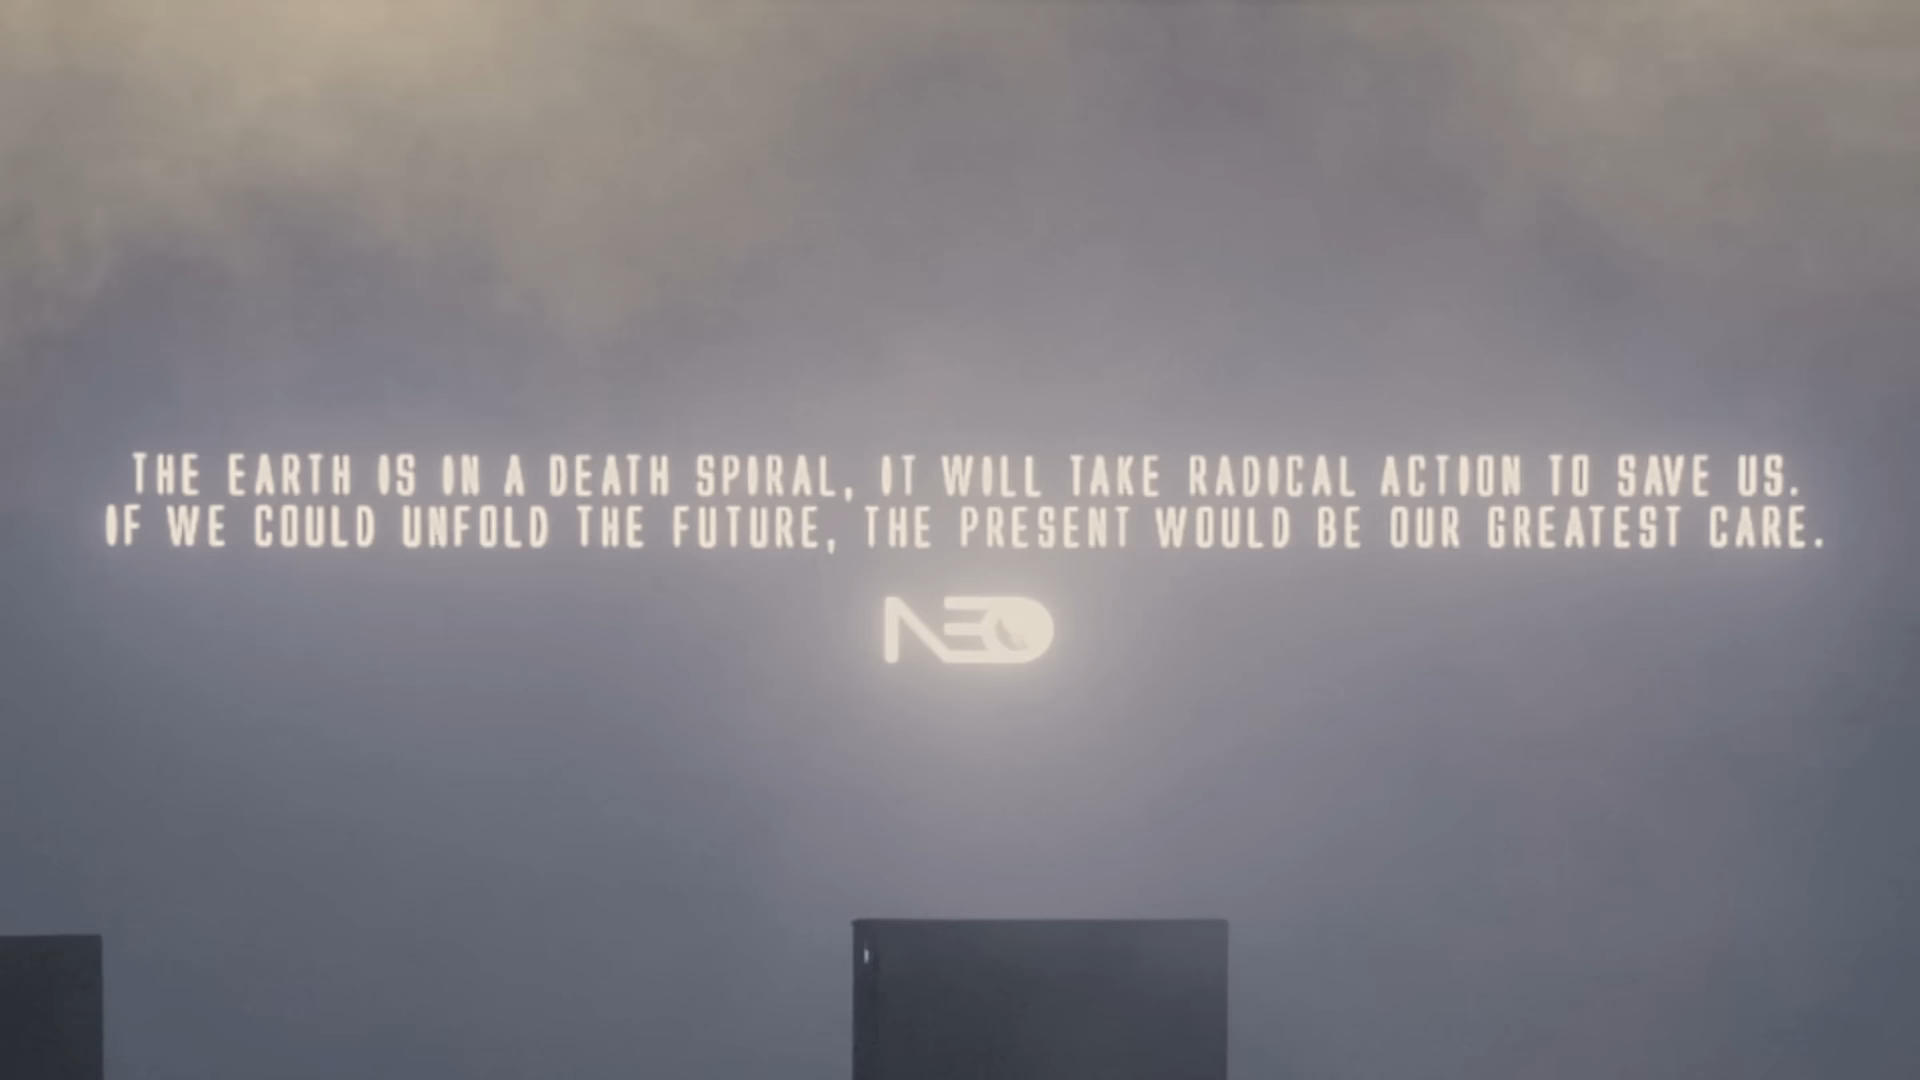 THE EARTH IS IN A DEATH SPIRAL, IT WILL TAKE RADICAL ACTION TO SAVE US.
IF WE COULD UNFOLD THE FUTURE, THE PRESENT WOULD BE OUR GREATEST CARE.
NEO